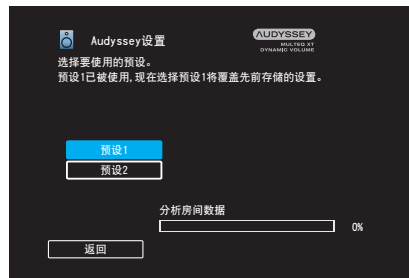 Audyssey设置
AUDYSSEY
MULTEQ XT
DYNAMIC VOLUME
选择要使用的预设。
预设1已被使用,现在选择预设1将覆盖先前存储的设置。
预设1
预设2
分析房间数据
0%
返回